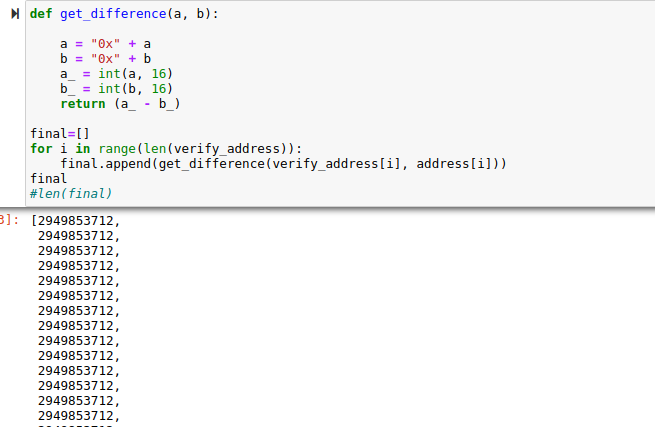 def get_difference(a, b):
    a = "0x" + a
    b = "0x" + b
    a_ = int(a, 16)
    b_ = int(b, 16)
    return (a_ - b_)
final=[]
for i in range(len(verify_address)):
    final.append(get_difference(verify_address[i], address[i]))
final
#len(final)
3]: [2949853712,
2949853712,
2949853712,
2949853712,
2949853712,
2949853712,
2949853712,
2949853712,
2949853712,
2949853712,
2949853712,
2949853712,
2949853712,
2949853712,